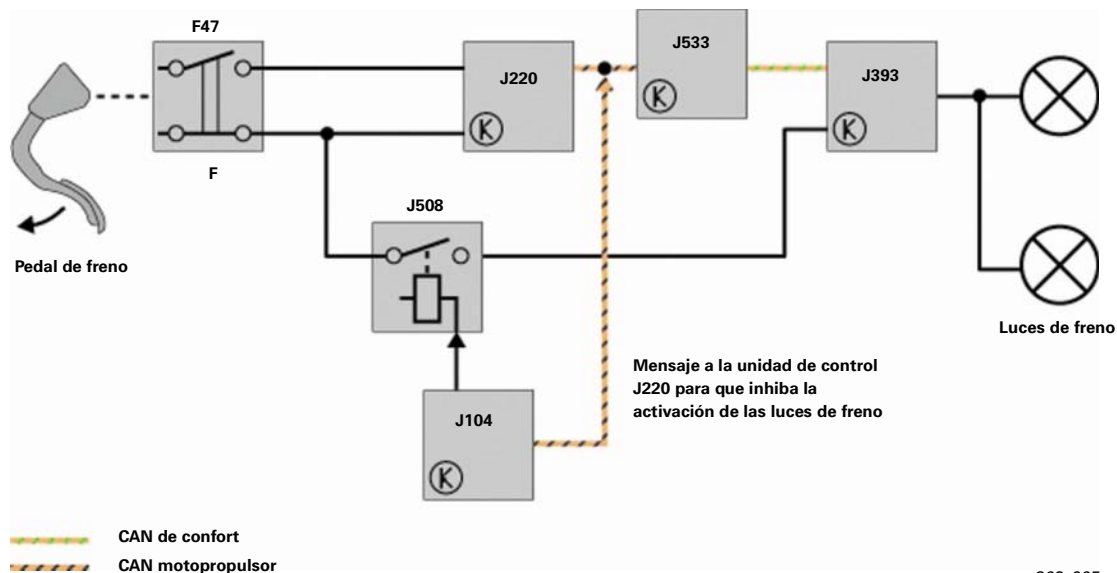 F47
J533
J220
J393
K
K
K
F
J508
Pedal de freno
Luces de freno
Mensaje a la unidad de control
J220 para que inhiba la
activación de las luces de freno
J104
K
CAN de confort
CAN motopropulsor